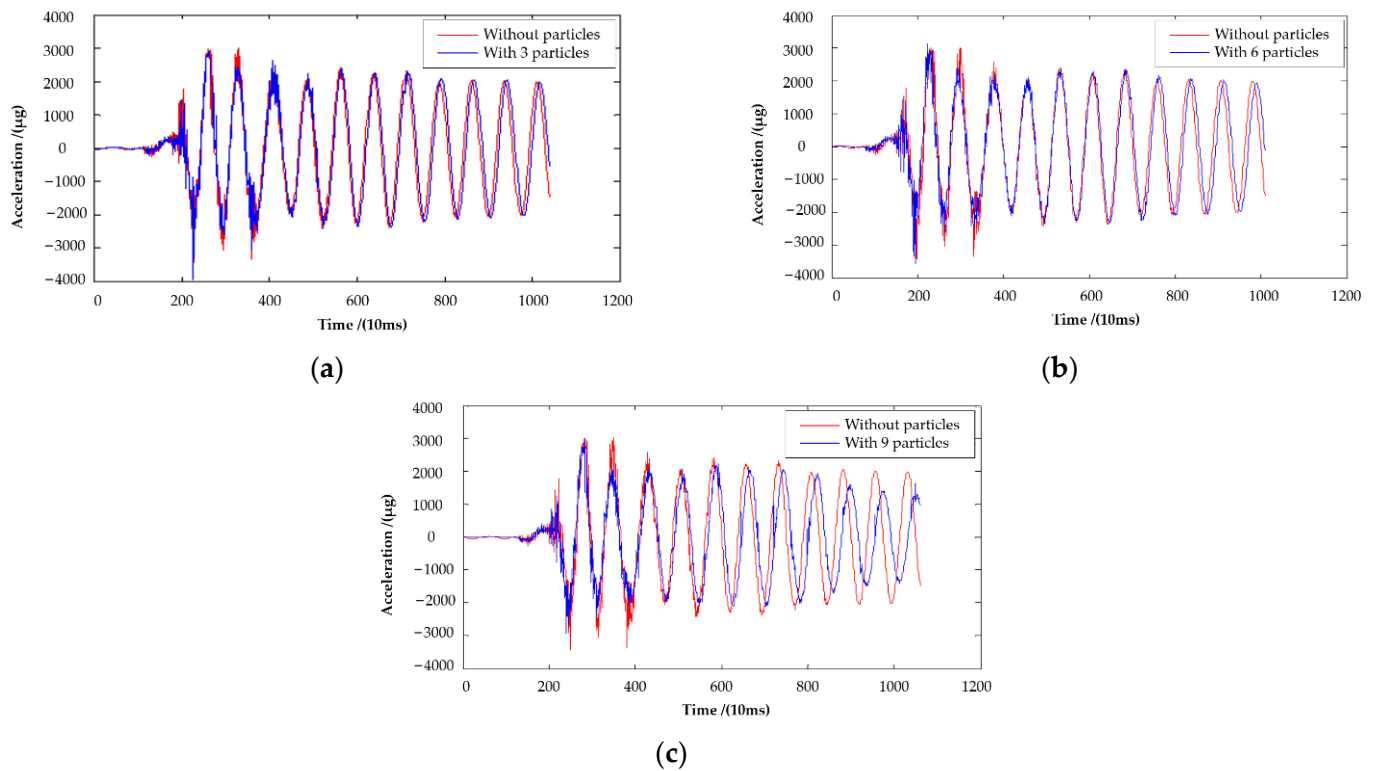 4000
3000
2000
1000
0
−1000
−2000
−3000
−4000
Acceleration /(μg)
Without particles
With 3 particles
0 200 400 600 800 1000 1200
Time /(10ms)
(a)
4000
3000
2000
1000
0
−1000
−2000
−3000
−4000
Acceleration /(μg)
Without particles
With 6 particles
0 200 400 600 800 1000 1200
Time /(10ms)
(b)
4000
3000
2000
1000
0
−1000
−2000
−3000
−4000
Acceleration /(μg)
Without particles
With 9 particles
0 200 400 600 800 1000 1200
Time /(10ms)
(c)